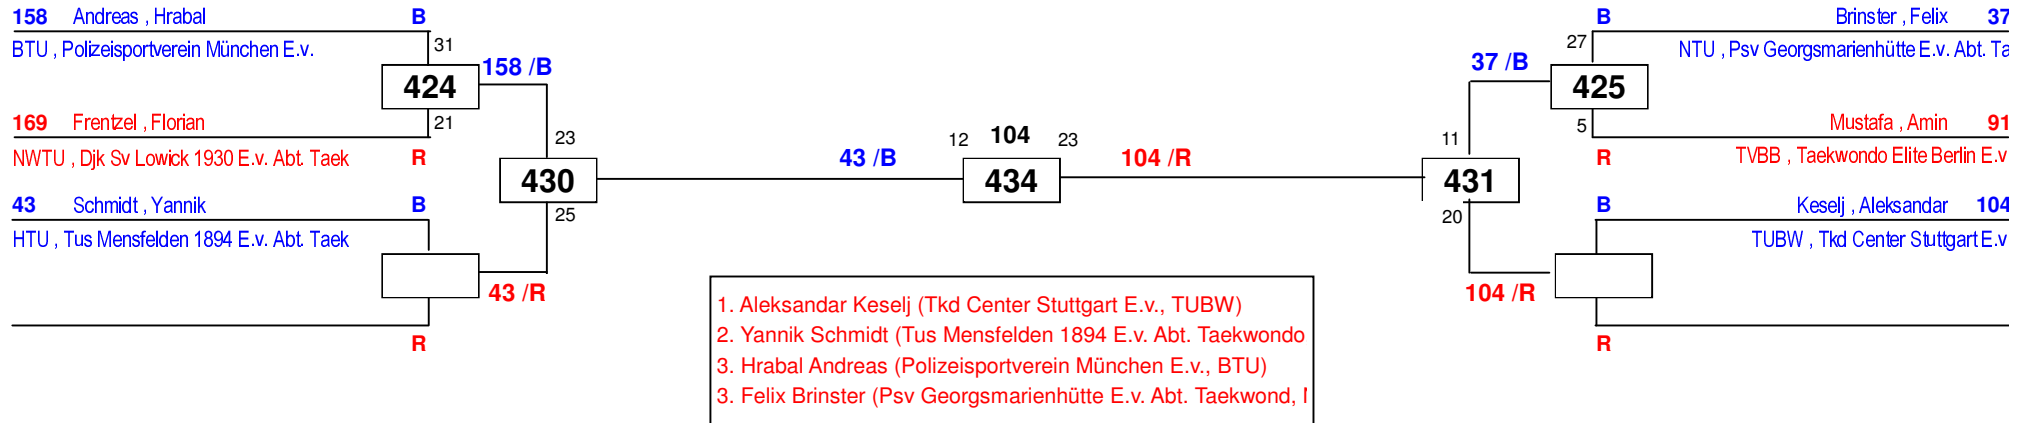 158 Andreas , Hrabal B
31
BTU , Polizeisportverein München E.v.
424
158 /B
169 Frentzel , Florian
21
NWTU , Djk Sv Lowick 1930 E.v. Abt. Taek R
23
430
25
43 Schmidt , Yannik B
HTU , Tus Mensfelden 1894 E.v. Abt. Taek
43 /R
R
43 /B
12 104 23
434
104 /R
B Brinster , Felix 37
27
NTU , Psv Georgsmarienhütte E.v. Abt. Ta
37 /B
425
5
Mustafa , Amin 91
R TVBB , Taekwondo Elite Berlin E.v
11
431
20
B Keselj , Aleksandar 104
TUBW , Tkd Center Stuttgart E.v
104 /R
R
1. Aleksandar Keselj (Tkd Center Stuttgart E.v., TUBW)
2. Yannik Schmidt (Tus Mensfelden 1894 E.v. Abt. Taekwondo
3. Hrabal Andreas (Polizeisportverein München E.v., BTU)
3. Felix Brinster (Psv Georgsmarienhütte E.v. Abt. Taekwond,